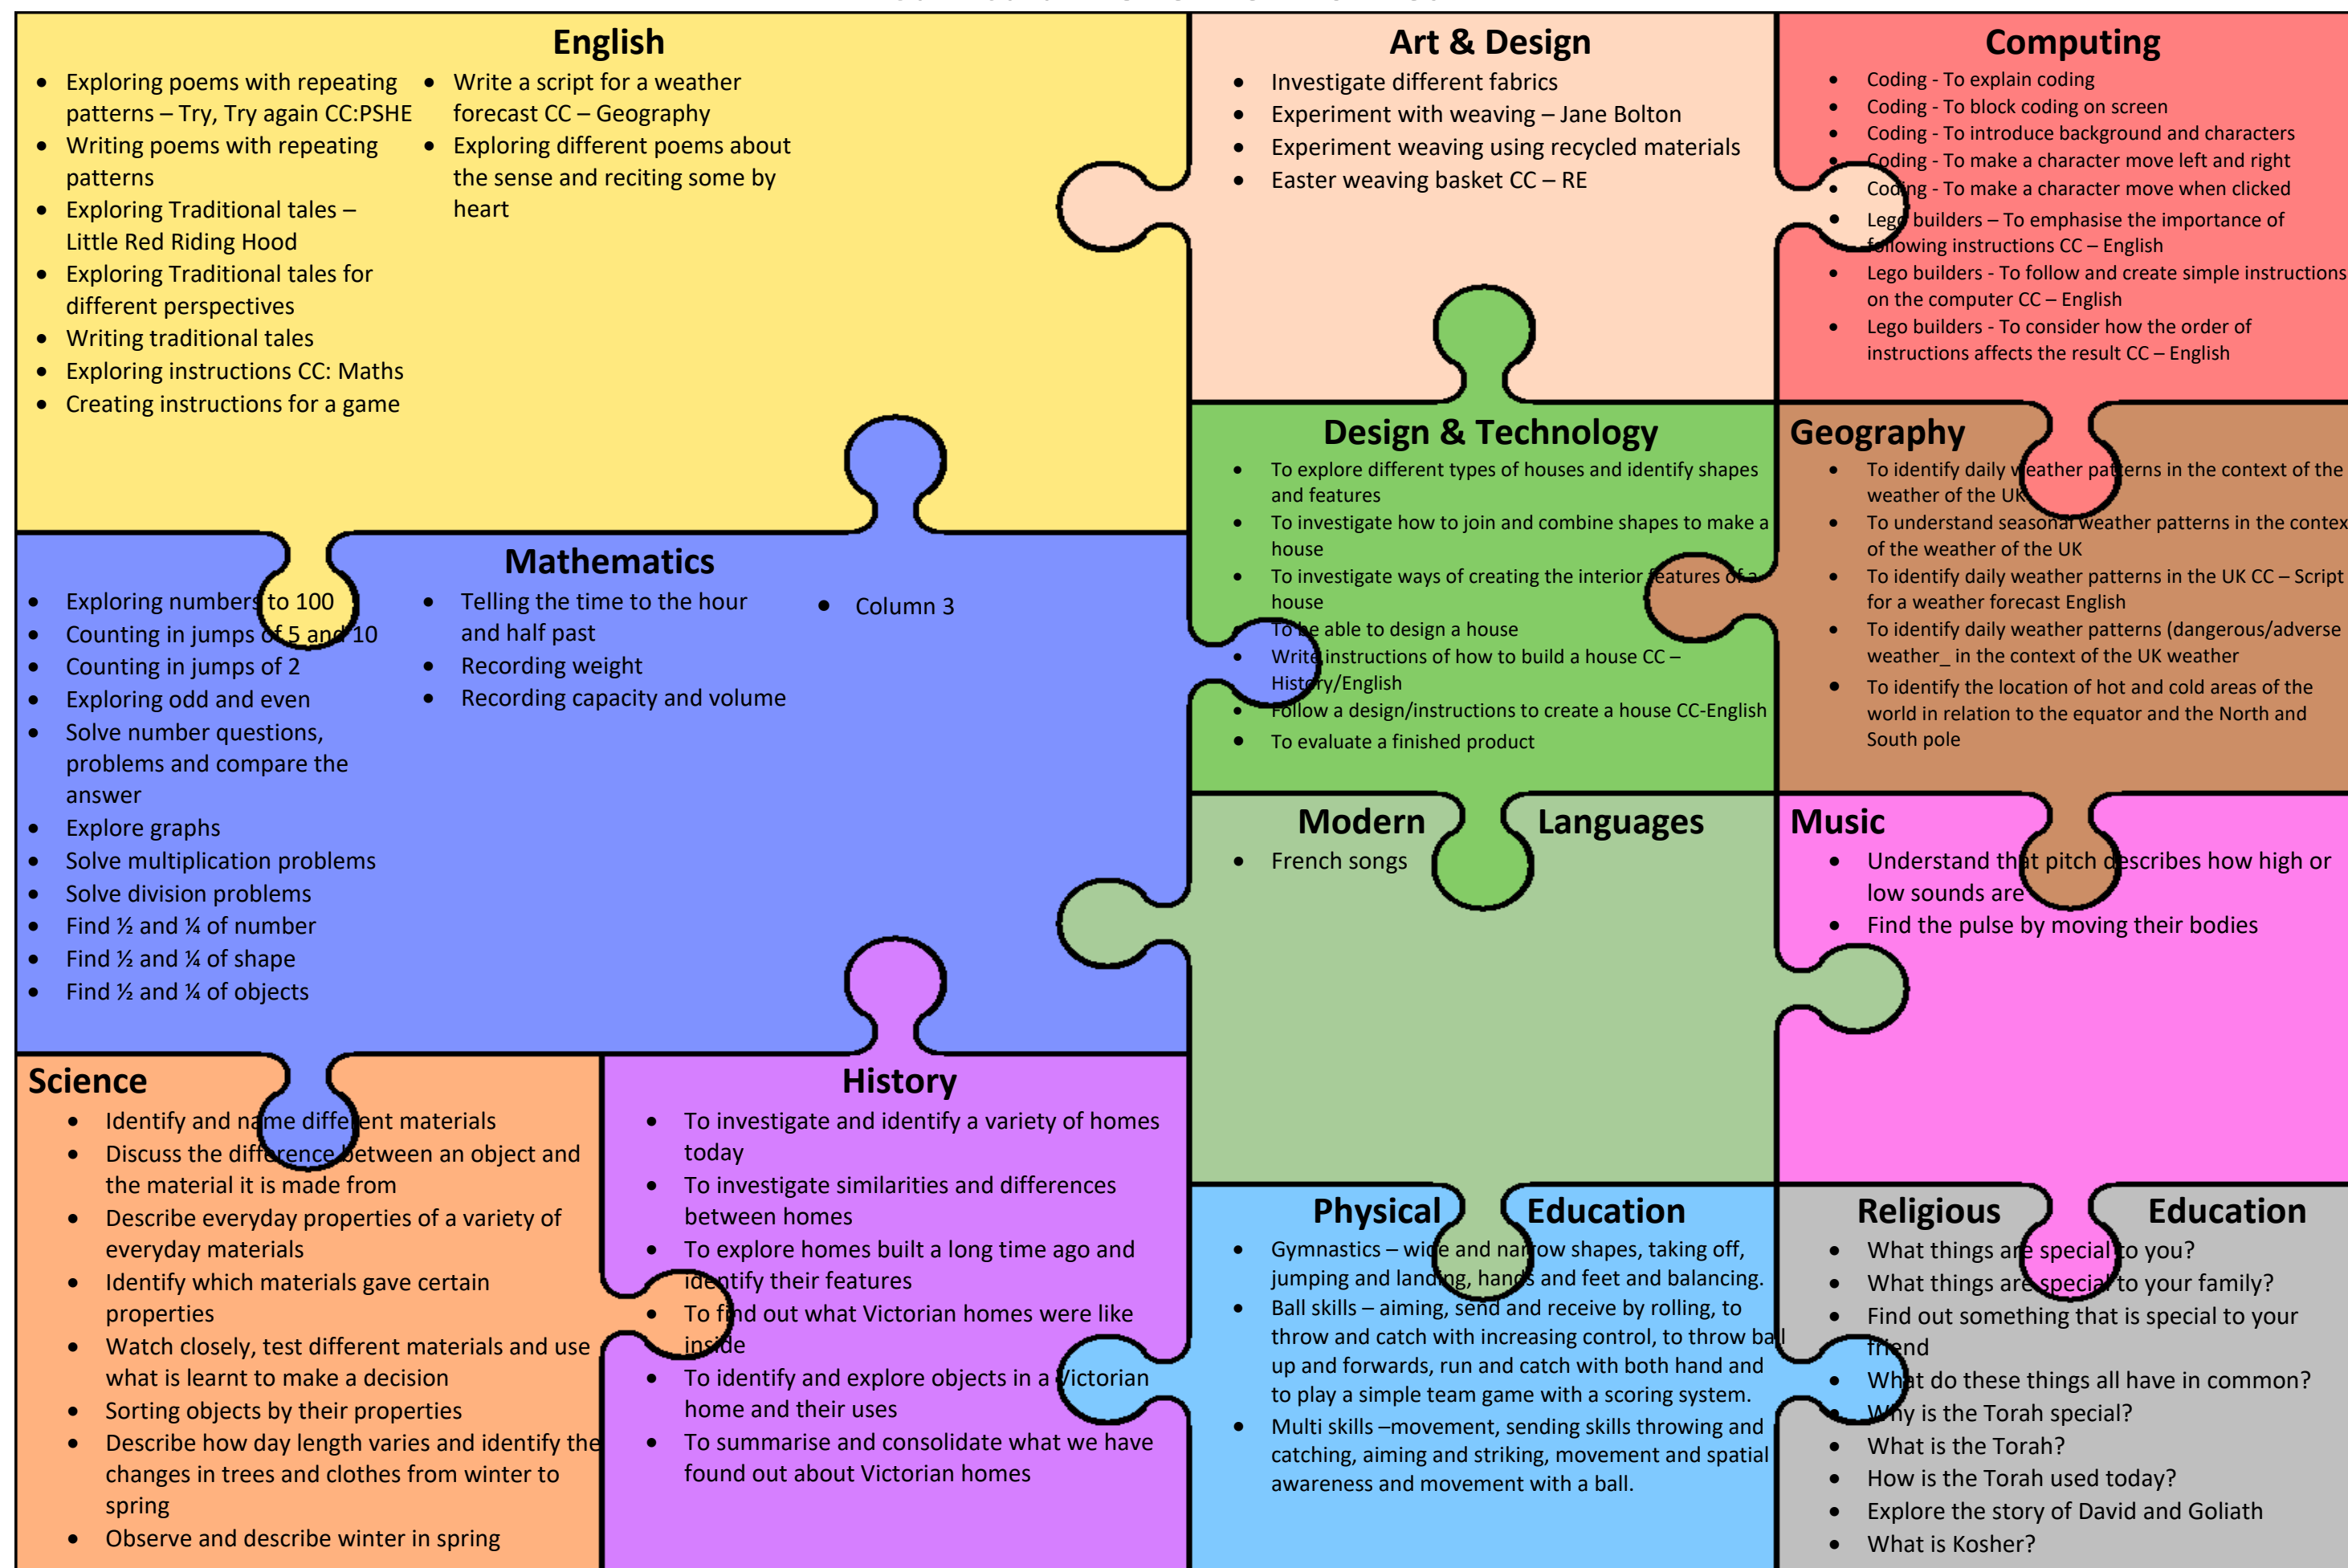 English
• Exploring poems with repeating
patterns – Try, Try again CC:PSHE
• Writing poems with repeating
patterns
• Exploring Traditional tales –
Little Red Riding Hood
• Exploring Traditional tales for
different perspectives
• Writing traditional tales
• Exploring instructions CC: Maths
• Creating instructions for a game
• Write a script for a weather
forecast CC – Geography
• Exploring different poems about
the sense and reciting some by
heart
Art & Design
• Investigate different fabrics
• Experiment with weaving – Jane Bolton
• Experiment weaving using recycled materials
• Easter weaving basket CC – RE
Computing
• Coding - To explain coding
• Coding - To block coding on screen
• Coding - To introduce background and characters
• Coding - To make a character move left and right
• Coding - To make a character move when clicked
• Lego builders – To emphasise the importance of
following instructions CC – English
• Lego builders - To follow and create simple instructions
on the computer CC – English
• Lego builders - To consider how the order of
instructions affects the result CC – English
Mathematics
• Exploring numbers to 100
• Counting in jumps of 5 and 10
• Counting in jumps of 2
• Exploring odd and even
• Solve number questions,
problems and compare the
answer
• Explore graphs
• Solve multiplication problems
• Solve division problems
• Find ½ and ¼ of number
• Find ½ and ¼ of shape
• Find ½ and ¼ of objects
• Telling the time to the hour
and half past
• Recording weight
• Recording capacity and volume
• Column 3
Design & Technology
• To explore different types of houses and identify shapes
and features
• To investigate how to join and combine shapes to make a
house
• To investigate ways of creating the interior features of a
house
• To be able to design a house
• Write instructions of how to build a house CC –
History/English
• Follow a design/instructions to create a house CC-English
• To evaluate a finished product
Geography
• To identify daily weather patterns in the context of the
weather of the UK
• To understand seasonal weather patterns in the contex
of the weather of the UK
• To identify daily weather patterns in the UK CC – Script
for a weather forecast English
• To identify daily weather patterns (dangerous/adverse
weather_ in the context of the UK weather
• To identify the location of hot and cold areas of the
world in relation to the equator and the North and
South pole
Modern Languages
• French songs
Music
• Understand that pitch describes how high or
low sounds are
• Find the pulse by moving their bodies
Science
• Identify and name different materials
• Discuss the difference between an object and
the material it is made from
• Describe everyday properties of a variety of
everyday materials
• Identify which materials gave certain
properties
• Watch closely, test different materials and use
what is learnt to make a decision
• Sorting objects by their properties
• Describe how day length varies and identify the
changes in trees and clothes from winter to
spring
• Observe and describe winter in spring
History
• To investigate and identify a variety of homes
today
• To investigate similarities and differences
between homes
• To explore homes built a long time ago and
identify their features
• To find out what Victorian homes were like
inside
• To identify and explore objects in a Victorian
home and their uses
• To summarise and consolidate what we have
found out about Victorian homes
Physical Education
• Gymnastics – wide and narrow shapes, taking off,
jumping and landing, hands and feet and balancing.
• Ball skills – aiming, send and receive by rolling, to
throw and catch with increasing control, to throw ball
up and forwards, run and catch with both hand and
to play a simple team game with a scoring system.
• Multi skills –movement, sending skills throwing and
catching, aiming and striking, movement and spatial
awareness and movement with a ball.
Religious Education
• What things are special to you?
• What things are special to your family?
• Find out something that is special to your
friend
• What do these things all have in common?
• Why is the Torah special?
• What is the Torah?
• How is the Torah used today?
• Explore the story of David and Goliath
• What is Kosher?